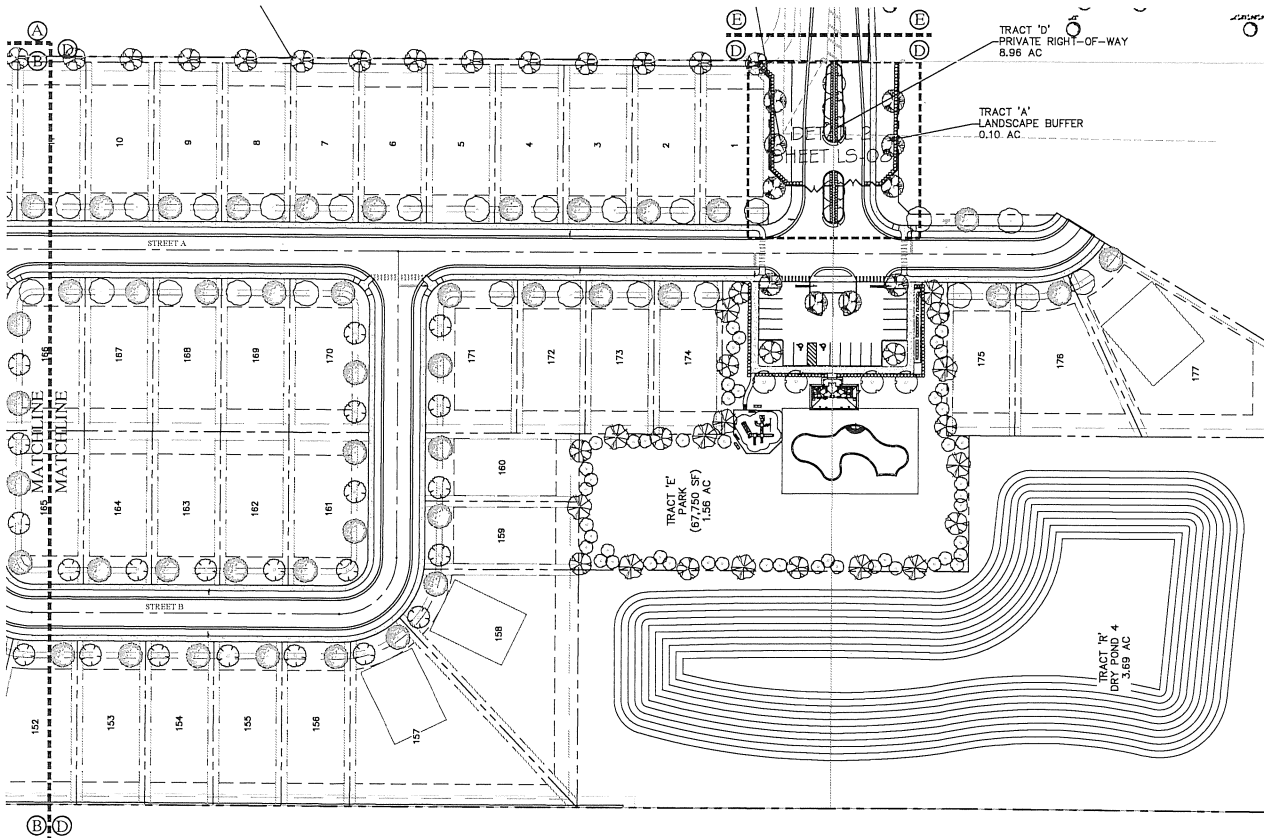 A
D
B
E E
D D
TRACT 'D'
PRIVATE RIGHT-OF-WAY
8.96 AC
TRACT 'A'
LANDSCAPE BUFFER
0.10 AC
DETAIL 2
SHEET LS-08
11
10
9
8
7
6
5
4
3
2
1
STREET A
166
167
168
169
170
171
172
173
174
175
176
177
MATCHLINE
MATCHLINE
165
164
163
162
161
160
159
TRACT 'E'
PARK
(67,750 SF)
1.56 AC
STREET B
158
TRACT 'R'
DRY POND 4
3.69 AC
152
153
154
155
156
157
B D